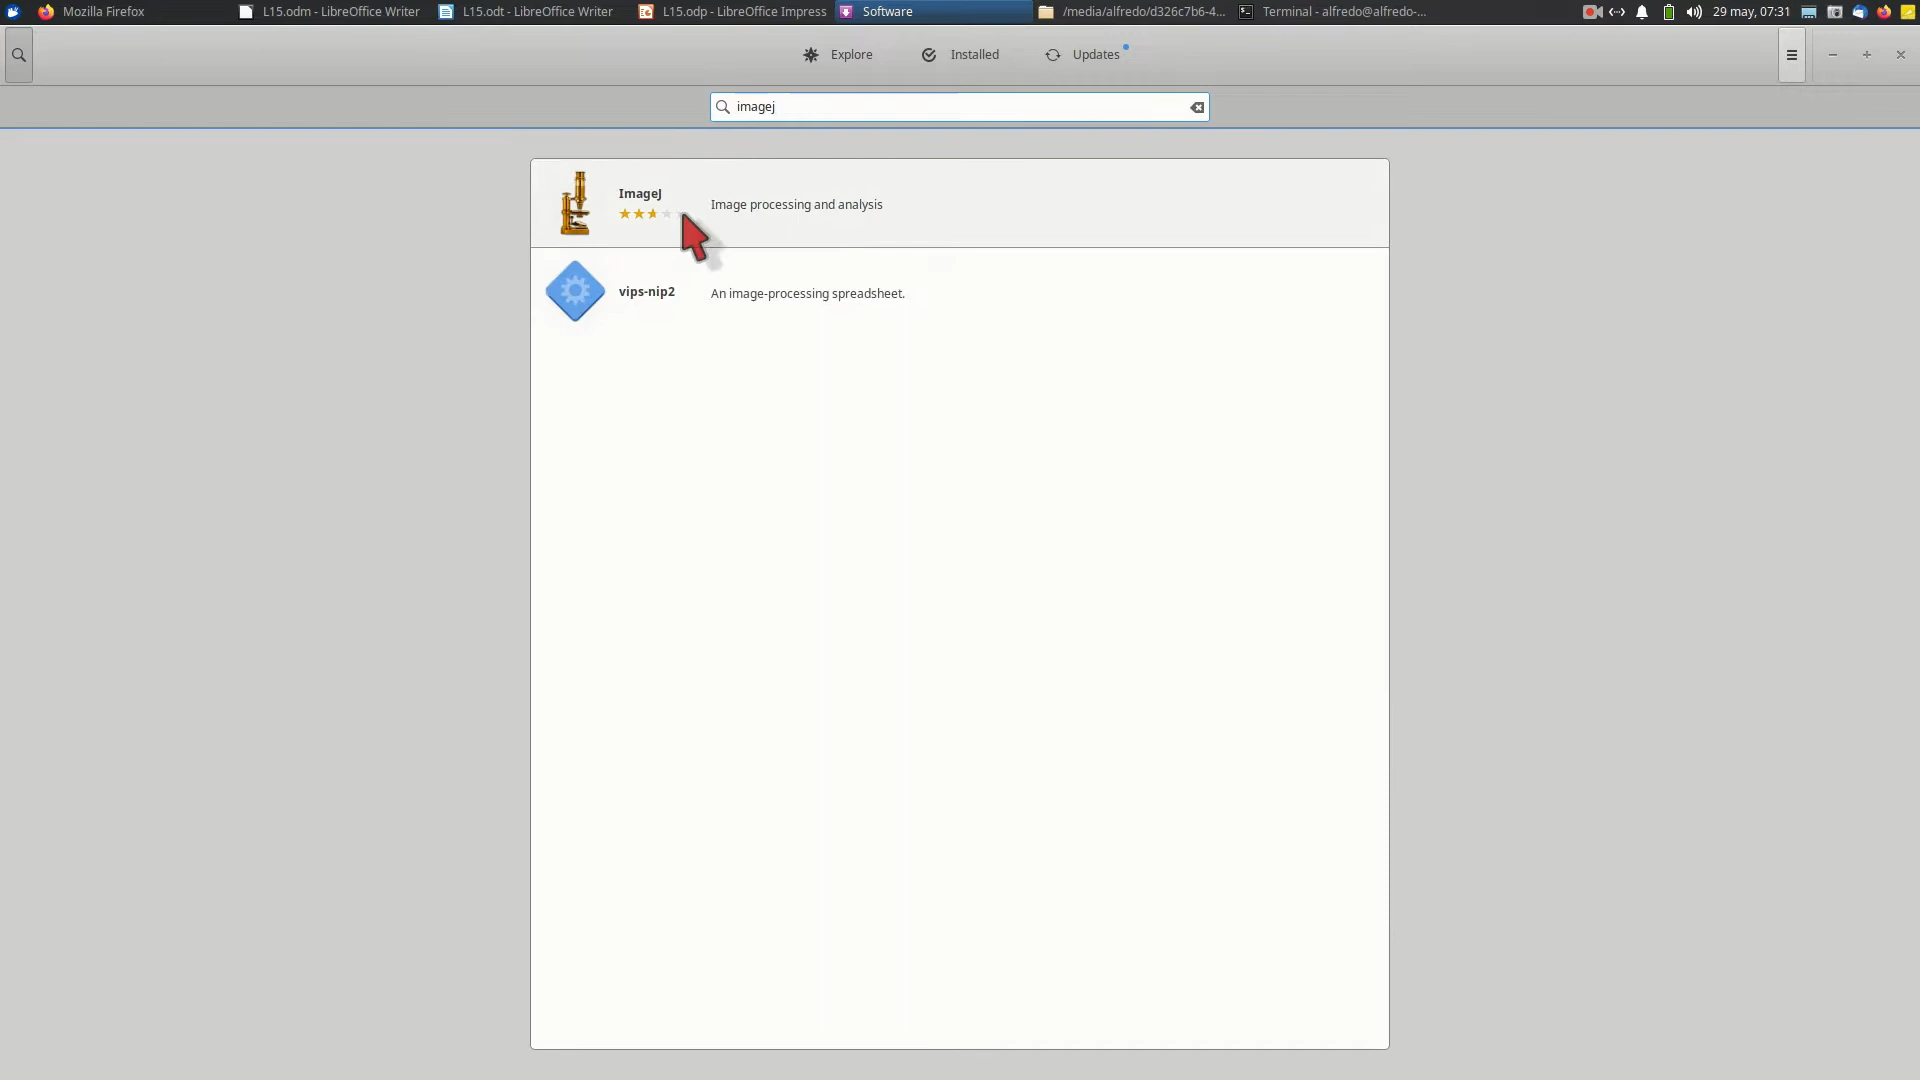 Mozilla Firefox
L15.odm - LibreOffice Writer
L15.odt - LibreOffice Writer
L15.odp - LibreOffice Impress
Software
/media/alfredo/d326c7b6-4...
Terminal - alfredo@alfredo-...
29 may, 07:31
Explore
Installed
Updates
imagej
ImageJ
Image processing and analysis
vips-nip2
An image-processing spreadsheet.